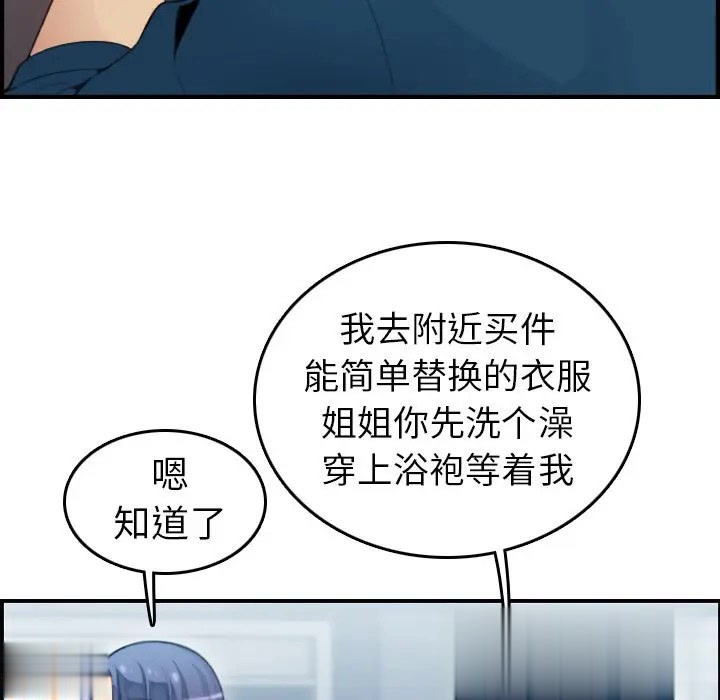 我去附近买件
能简单替换的衣服
姐姐你先洗个澡
穿上浴袍等着我
嗯
知道了